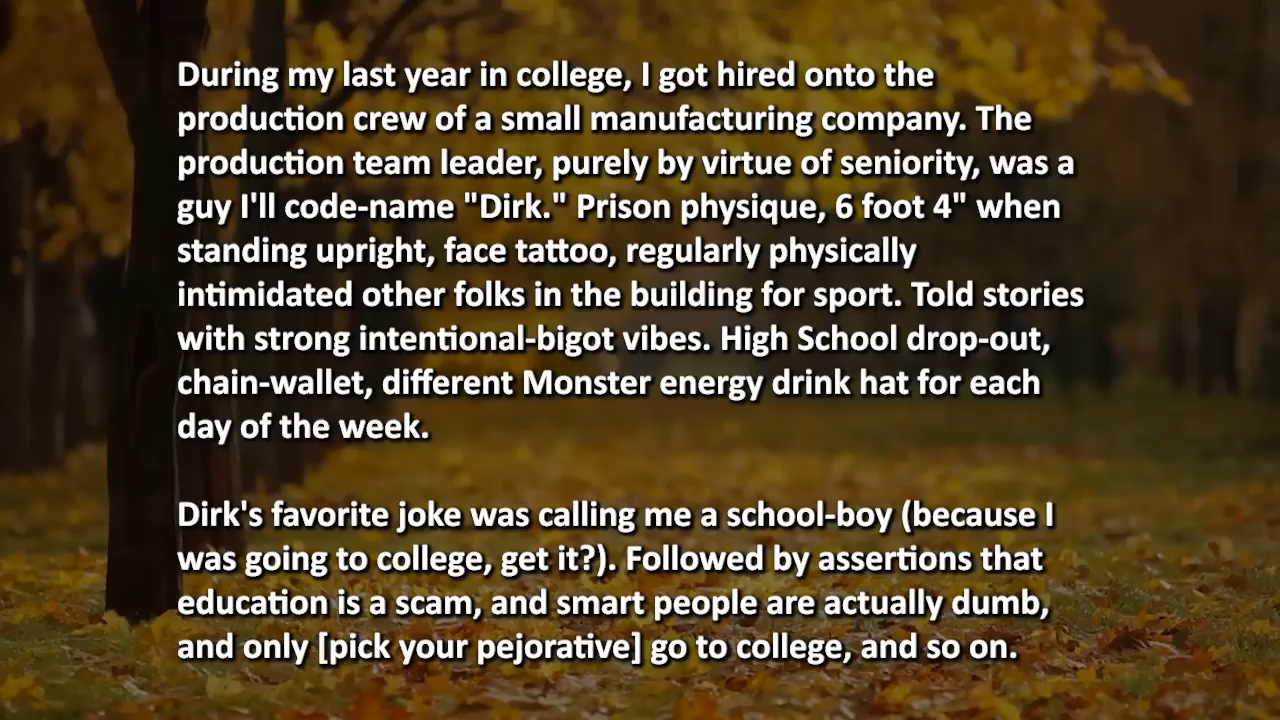 During my last year in college, I got hired onto the
production crew of a small manufacturing company. The
production team leader, purely by virtue of seniority, was a
guy I'll code-name "Dirk." Prison physique, 6 foot 4" when
standing upright, face tattoo, regularly physically
intimidated other folks in the building for sport. Told stories
with strong intentional-bigot vibes. High School drop-out,
chain-wallet, different Monster energy drink hat for each
day of the week.
Dirk's favorite joke was calling me a school-boy (because I
was going to college, get it?). Followed by assertions that
education is a scam, and smart people are actually dumb,
and only [pick your pejorative] go to college, and so on.